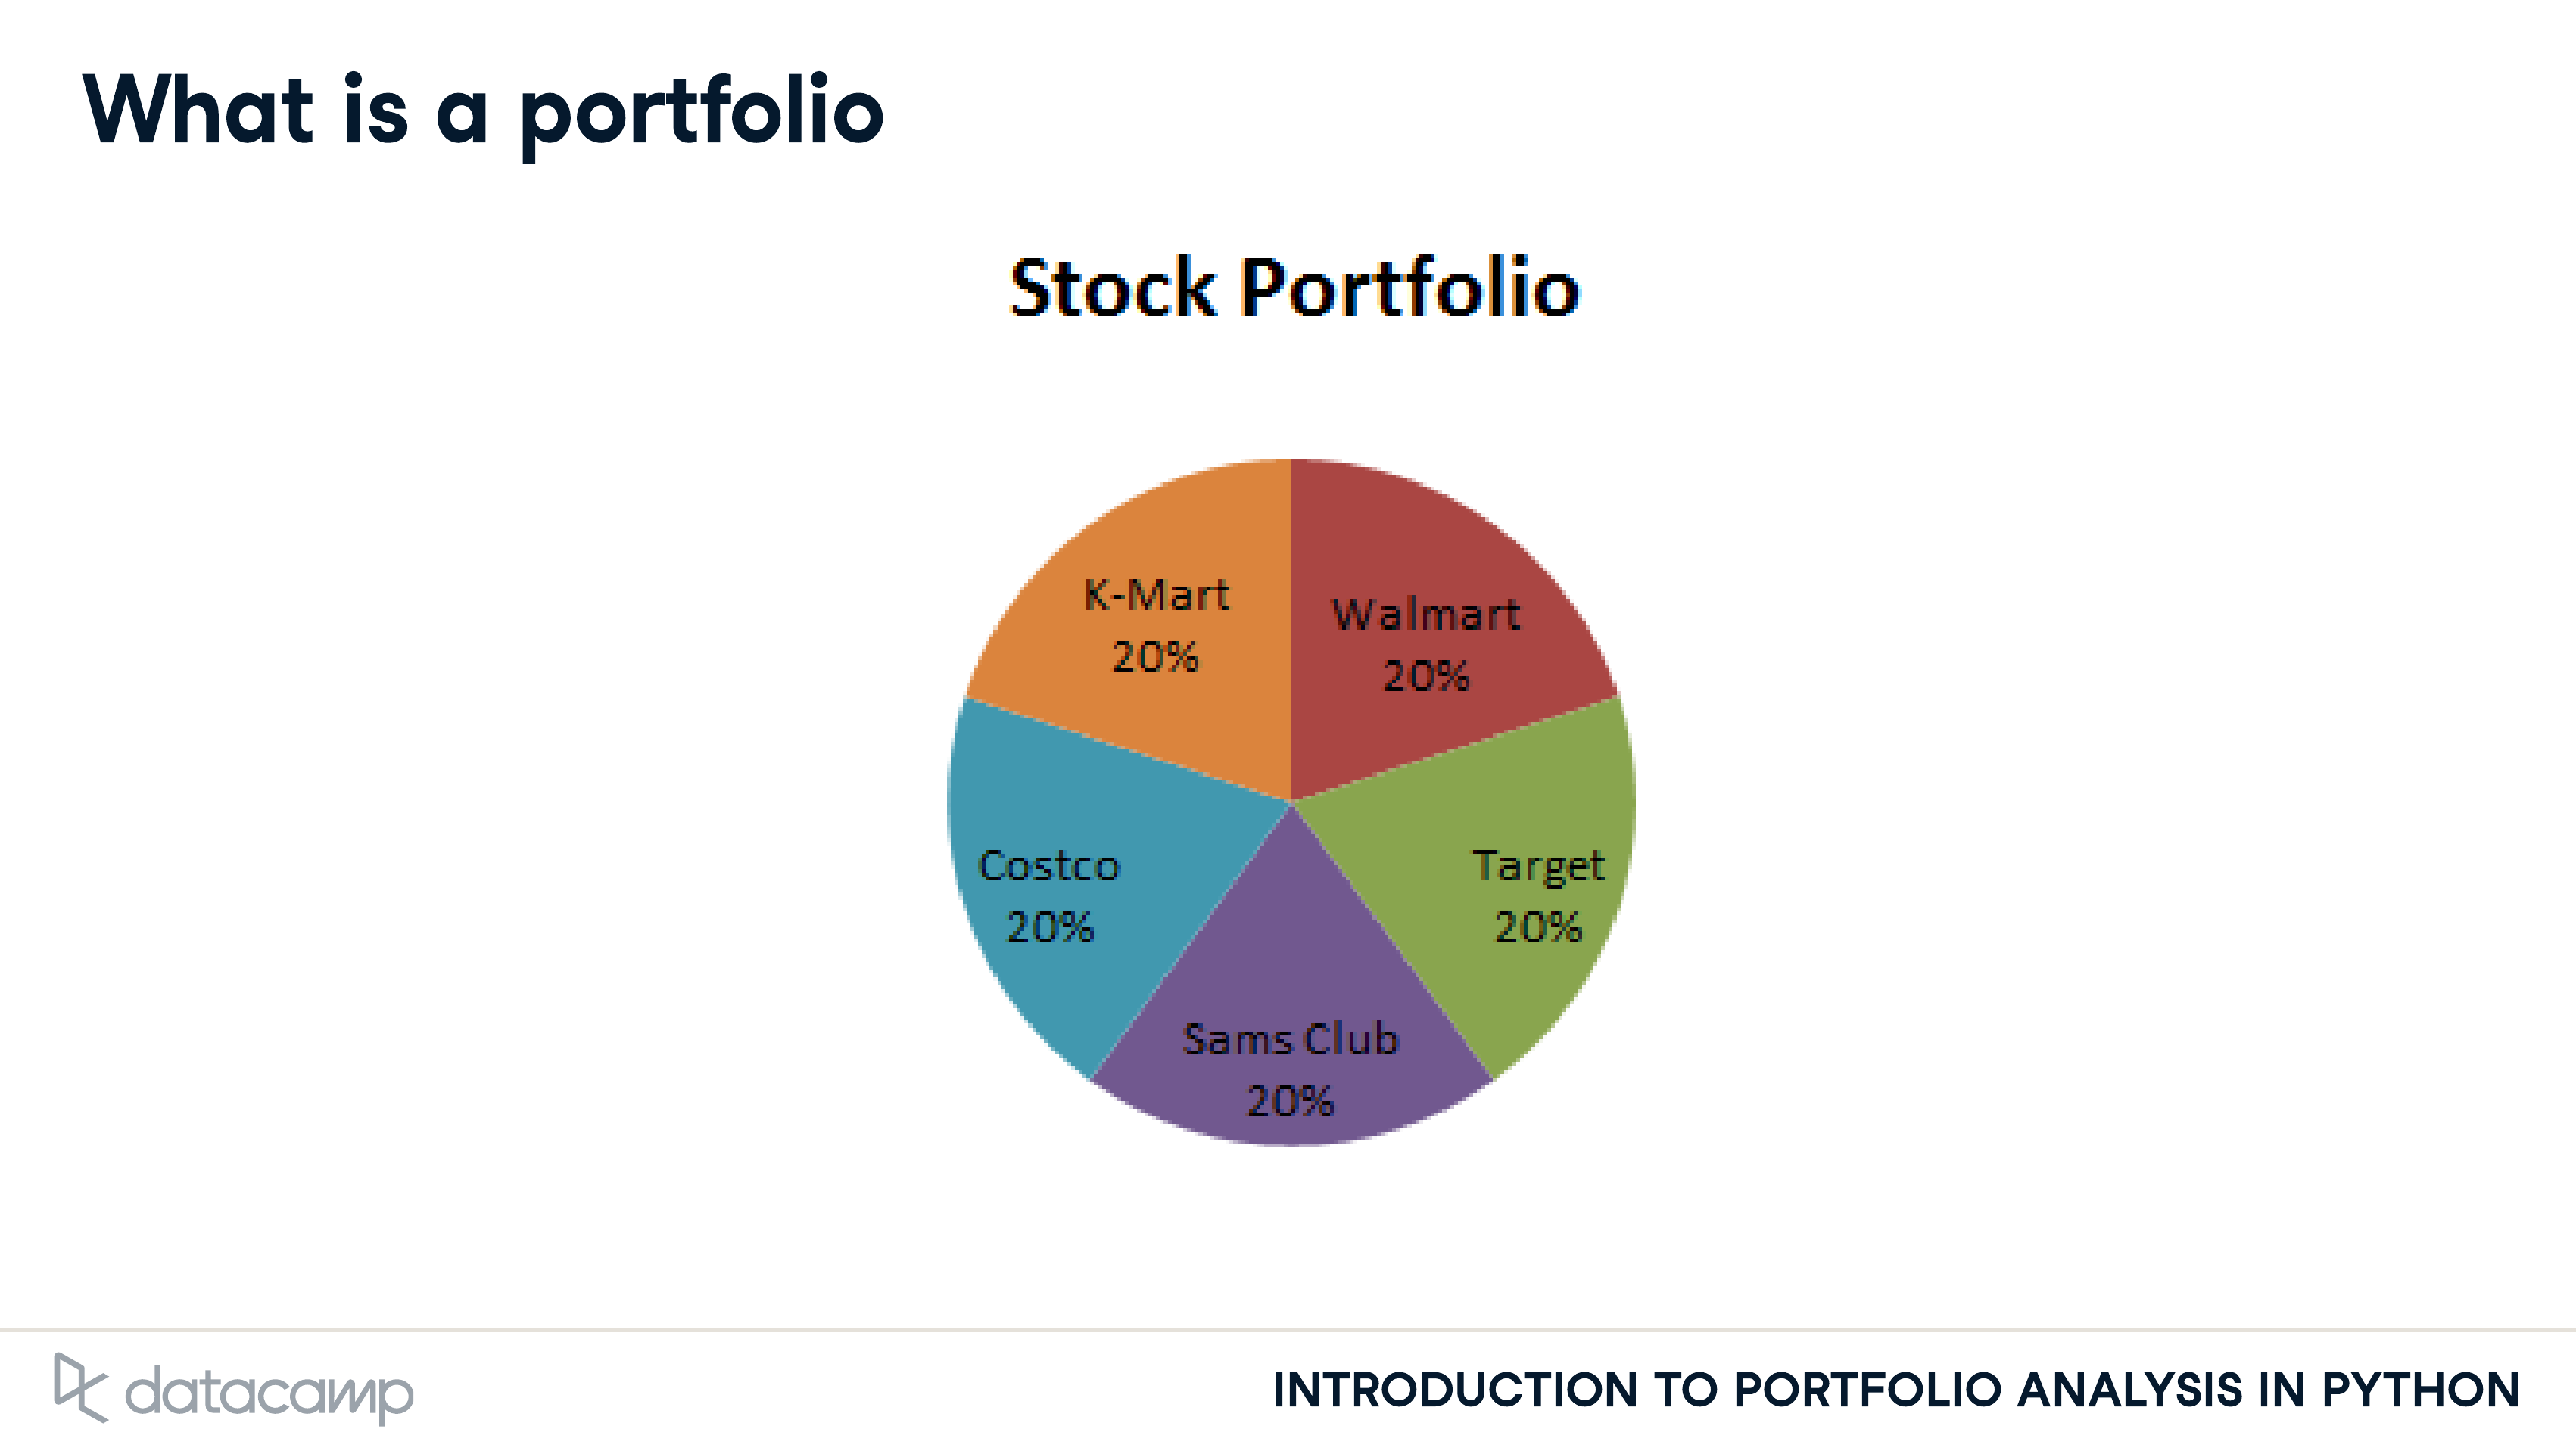 What is a portfolio
Stock Portfolio
K-Mart
20%
Walmart
20%
Costco
20%
Target
20%
Sams Club
20%
datacamp
INTRODUCTION TO PORTFOLIO ANALYSIS IN PYTHON